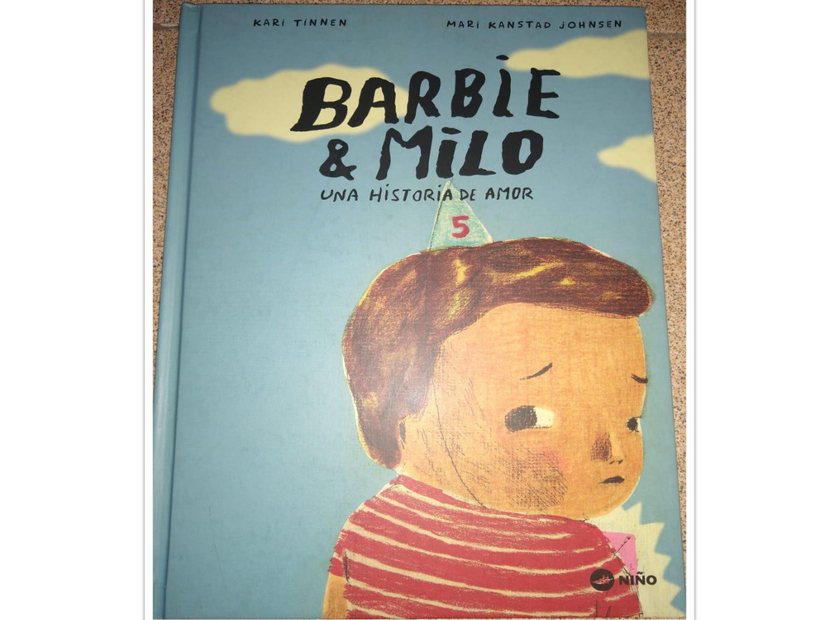 KARI TINNEN MARI KANSTAD JOHNSEN
BARBIE
& MILO
UNA HISTORIA DE AMOR
5
NIÑO